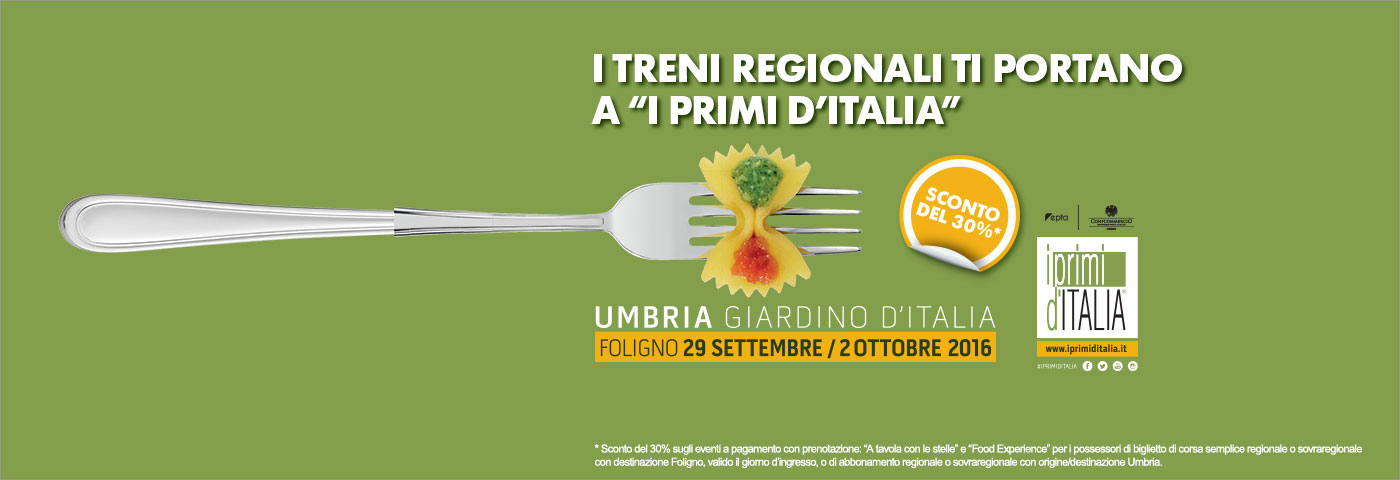 I TRENI REGIONALI TI PORTANO
A “I PRIMI D’ITALIA”
SCONTO
DEL 30%*
epta
CONFCOMMERCIO
i primi
d'ITALIA®
www.iprimiditalia.it
#IPRIMIDITALIA
UMBRIA GIARDINO D’ITALIA
FOLIGNO 29 SETTEMBRE / 2 OTTOBRE 2016
* Sconto del 30% sugli eventi a pagamento con prenotazione: “A tavola con le stelle” e “Food Experience” per i possessori di biglietto di corsa semplice regionale o sovraregionale
con destinazione Foligno, valido il giorno d’ingresso, o di abbonamento regionale o sovraregionale con origine/destinazione Umbria.